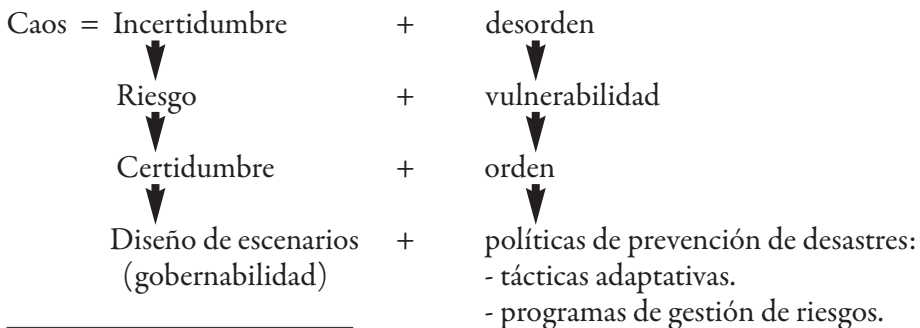 Caos = Incertidumbre + desorden
Riesgo + vulnerabilidad
Certidumbre + orden
Diseño de escenarios + políticas de prevención de desastres:
(gobernabilidad) - tácticas adaptativas.
- programas de gestión de riesgos.